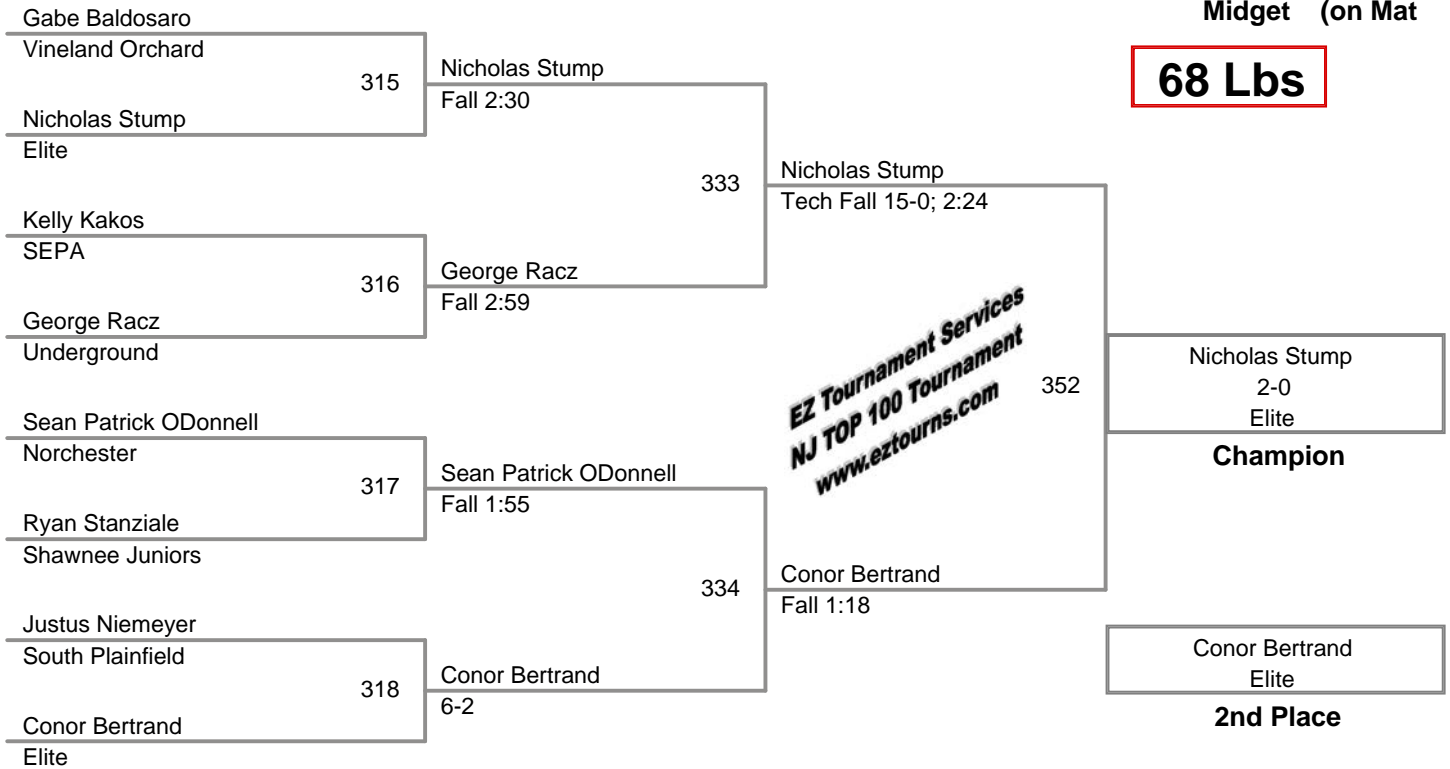 Midget (on Mat
68 Lbs
Gabe Baldosaro
Vineland Orchard
315
Nicholas Stump
Fall 2:30
Nicholas Stump
Elite
333
Nicholas Stump
Tech Fall 15-0; 2:24
Kelly Kakos
SEPA
316
George Racz
Fall 2:59
George Racz
Underground
EZ Tournament Services
NJ TOP 100 Tournament
www.eztourns.com
352
Nicholas Stump
2-0
Elite
Champion
Sean Patrick ODonnell
Norchester
317
Sean Patrick ODonnell
Fall 1:55
Ryan Stanziale
Shawnee Juniors
334
Conor Bertrand
Fall 1:18
Justus Niemeyer
South Plainfield
318
Conor Bertrand
6-2
Conor Bertrand
Elite
Conor Bertrand
Elite
2nd Place